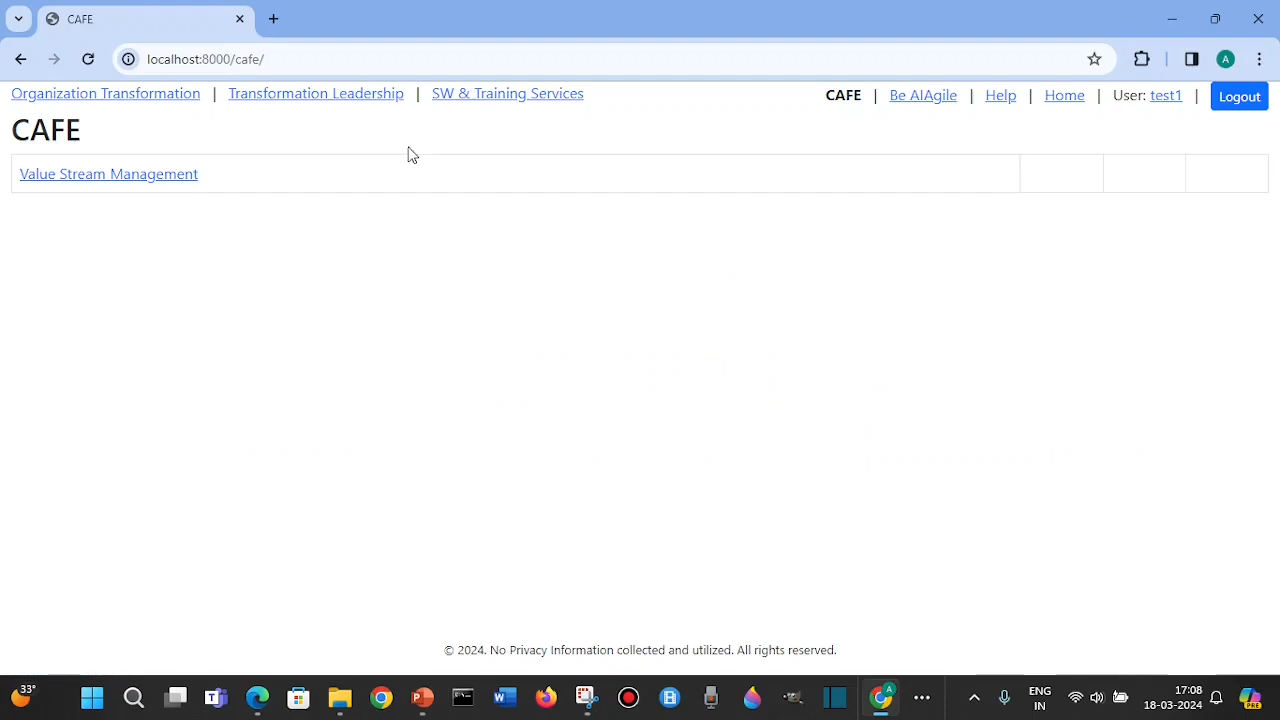 CAFE
localhost:8000/cafe/
A
Organization Transformation | Transformation Leadership | SW & Training Services
CAFE | Be AIAgile | Help | Home | User: test1 | Logout
CAFE
Value Stream Management
© 2024. No Privacy Information collected and utilized. All rights reserved.
33°
ENG
IN
17:08
18-03-2024
PRE